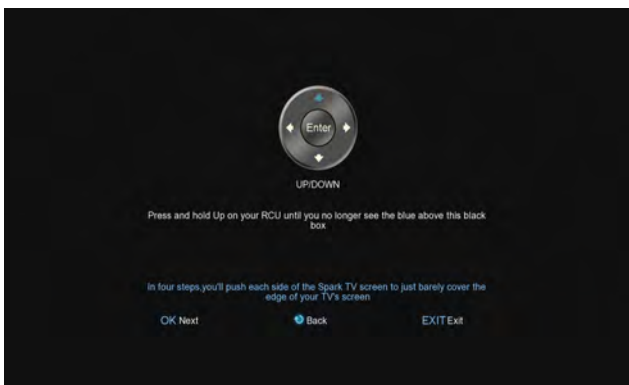 Enter
UP/DOWN
Press and hold Up on your RCU until you no longer see the blue above this black
box
In four steps,you'll push each side of the Spark TV screen to just barely cover the
edge of your TV's screen
OK Next Back EXIT Exit